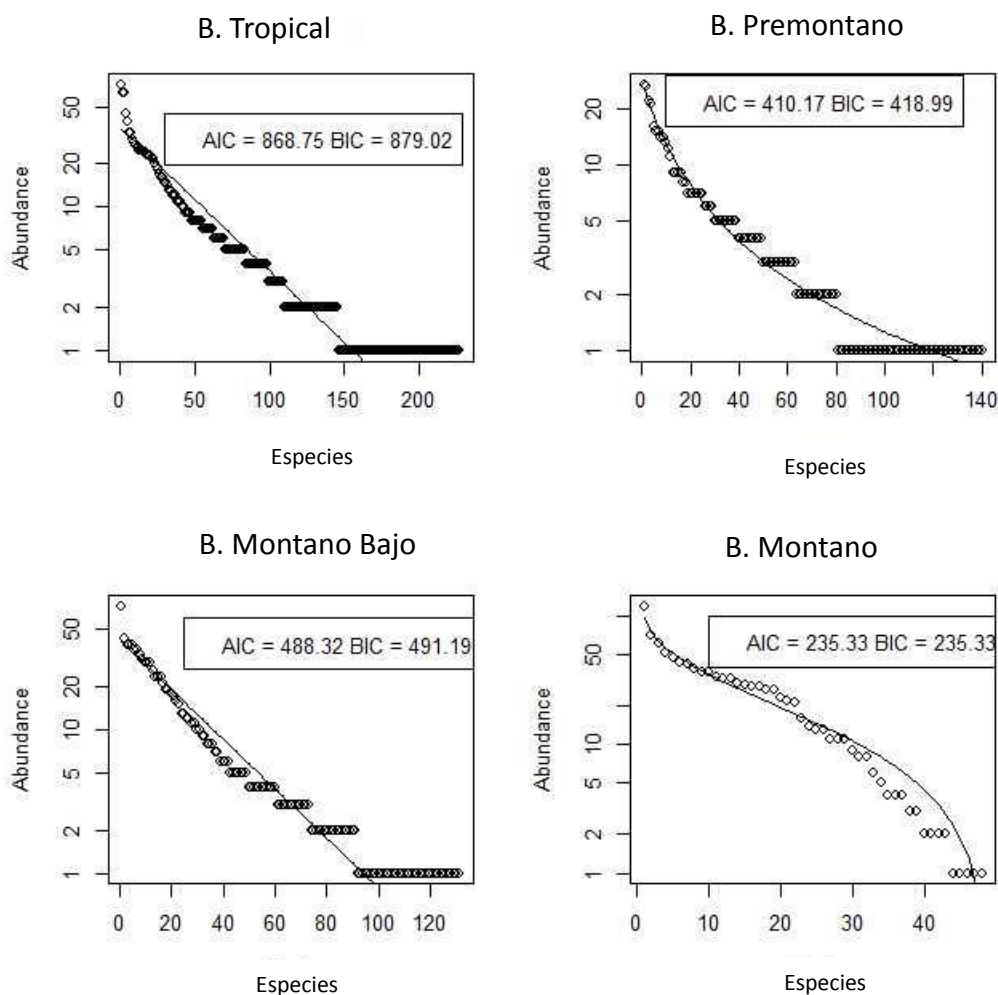 B. Tropical
AIC = 868.75 BIC = 879.02
Abundance
50
20
10
5
2
1
0 50 100 150 200
Especies
B. Premontano
AIC = 410.17 BIC = 418.99
Abundance
20
10
5
2
1
0 20 40 60 80 100 140
Especies
B. Montano Bajo
AIC = 488.32 BIC = 491.19
Abundance
50
20
10
5
2
1
0 20 40 60 80 100 120
Especies
B. Montano
AIC = 235.33 BIC = 235.33
Abundance
50
10
5
2
1
0 10 20 30 40
Especies